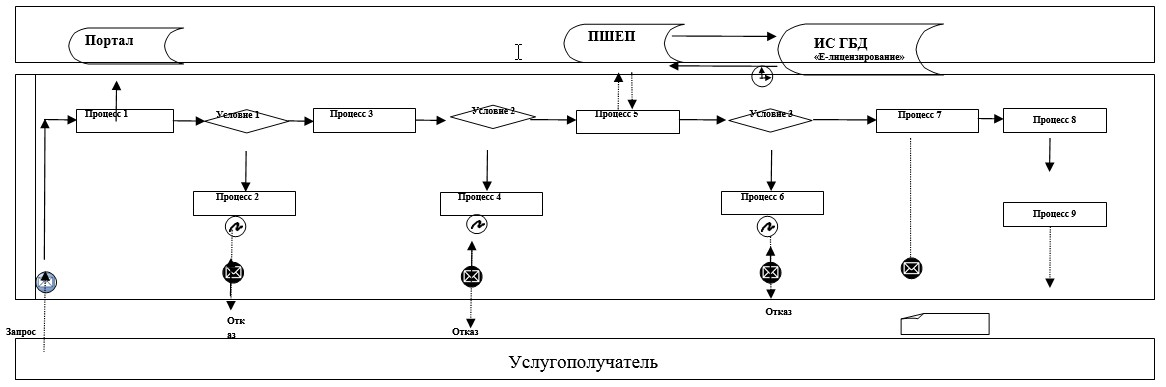 Портал
ПШЕП
ИС ГБД
«Е-лицензирование»
Процесс 1
Условие 1
Процесс 3
Условие 2
Процесс 5
Условие 3
Процесс 7
Процесс 8
Процесс 2
Процесс 4
Процесс 6
Процесс 9
Запрос
Отк
аз
Отказ
Отказ
Услугополучатель